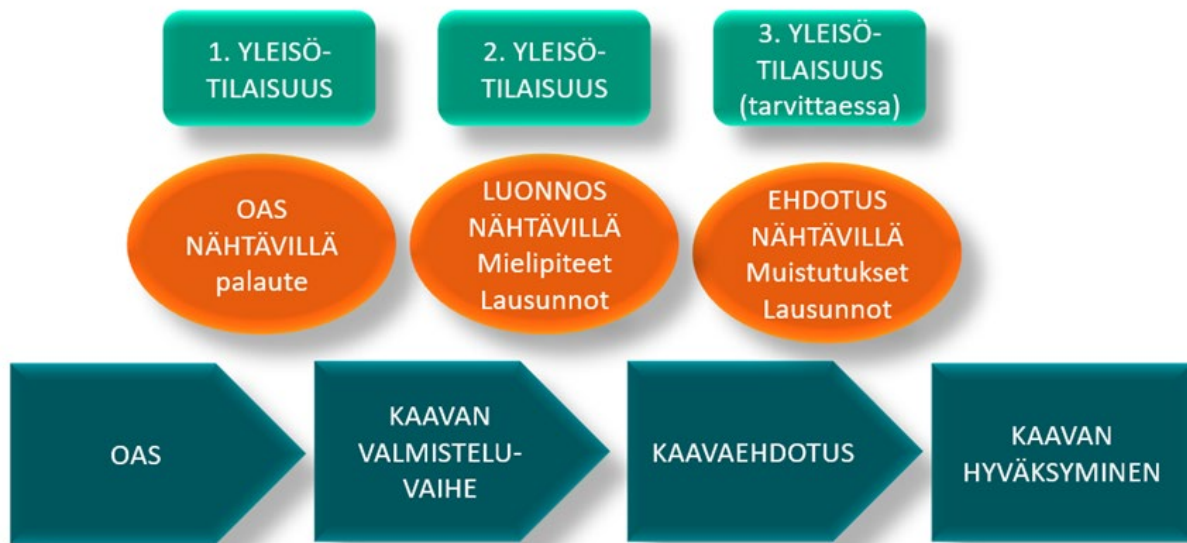 1. YLEISÖ-
TILAISUUS
2. YLEISÖ-
TILAISUUS
3. YLEISÖ-
TILAISUUS
(tarvittaessa)
OAS
NÄHTÄVILLÄ
palaute
LUONNOS
NÄHTÄVILLÄ
Mielipiteet
Lausunnot
EHDOTUS
NÄHTÄVILLÄ
Muistutukset
Lausunnot
OAS
KAAVAN
VALMISTELU-
VAIHE
KAAVAEHDOTUS
KAAVAN
HYVÄKSYMINEN